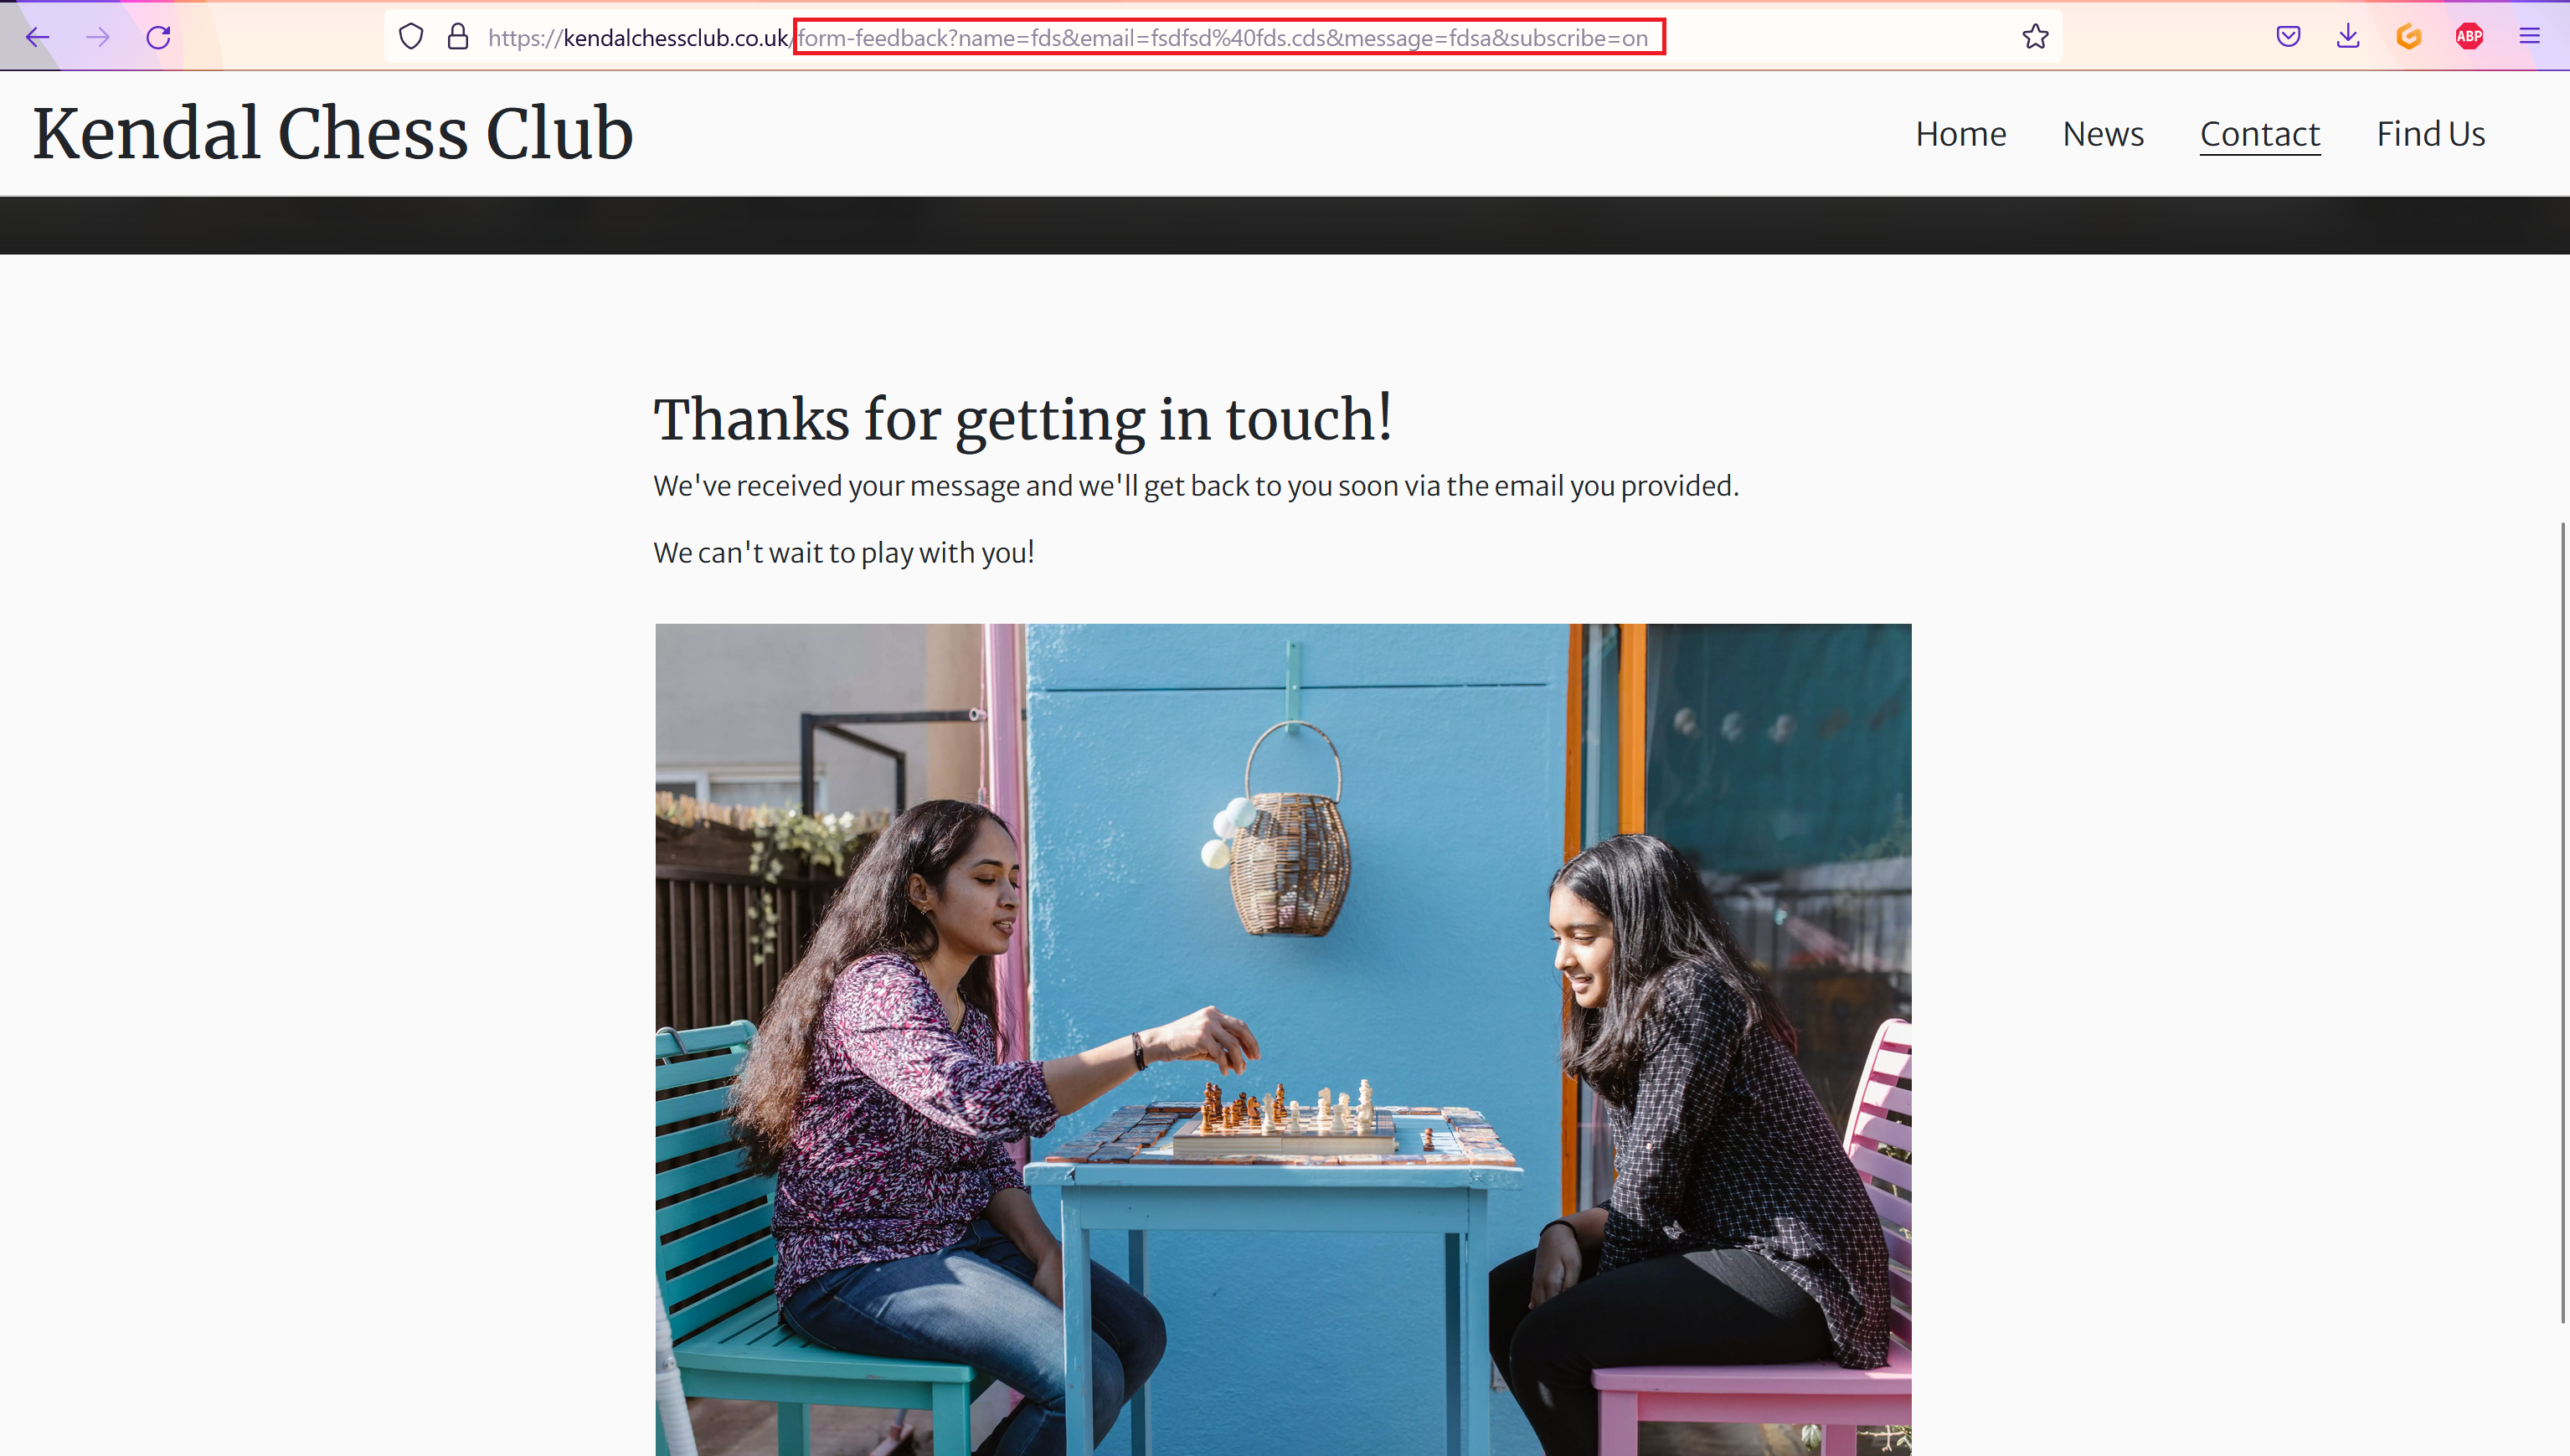 https://kendalchessclub.co.uk/form-feedback?name=fds&email=fsdfsd%40fds.cds&message=fdsa&subscribe=on
ABP
Kendal Chess Club
Home News Contact Find Us
Thanks for getting in touch!
We've received your message and we'll get back to you soon via the email you provided.
We can't wait to play with you!